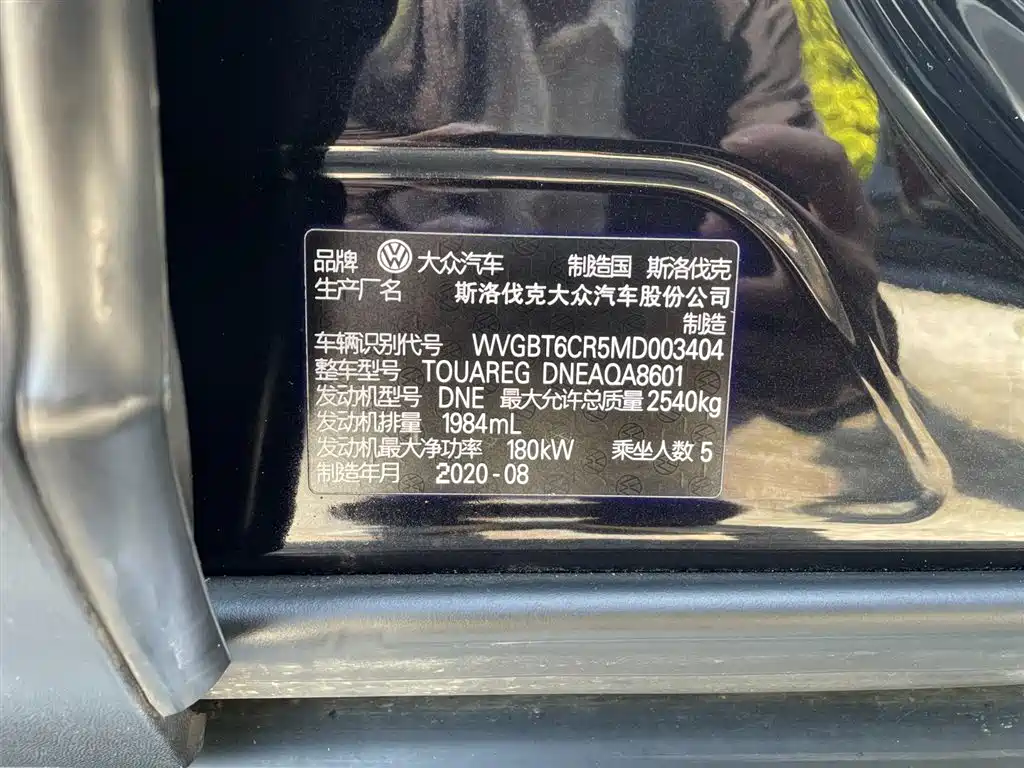 品牌 大众汽车 制造国 斯洛伐克
生产厂名 斯洛伐克大众汽车股份公司
制造
车辆识别代号 WVGBT6CR5MD003404
整车型号 TOUAREG DNEAQA8601
发动机型号 DNE 最大允许总质量 2540kg
发动机排量 1984mL
发动机最大净功率 180kW 乘坐人数 5
制造年月 2020-08